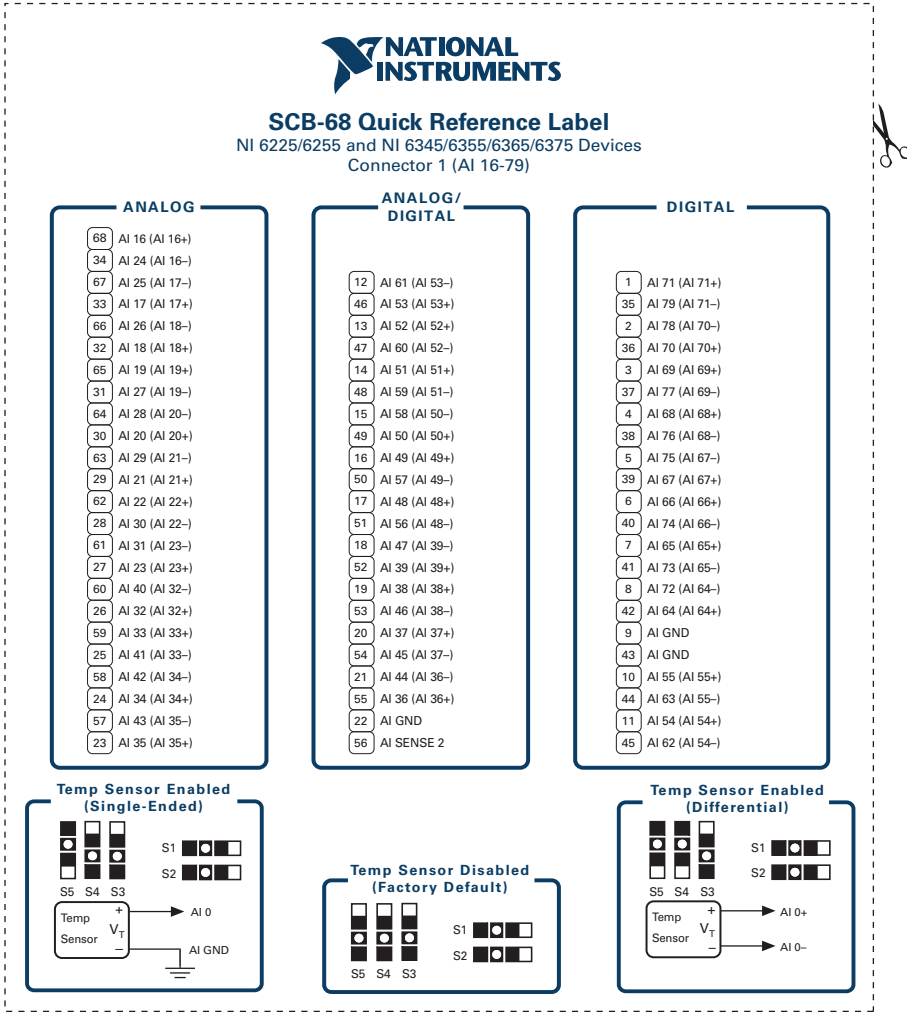 NATIONAL
INSTRUMENTS
SCB-68 Quick Reference Label
NI 6225/6255 and NI 6345/6355/6365/6375 Devices
Connector 1 (AI 16-79)
ANALOG
68 AI 16 (AI 16+)
34 AI 24 (AI 16–)
67 AI 25 (AI 17–)
33 AI 17 (AI 17+)
66 AI 26 (AI 18–)
32 AI 18 (AI 18+)
65 AI 19 (AI 19+)
31 AI 27 (AI 19–)
64 AI 28 (AI 20–)
30 AI 20 (AI 20+)
63 AI 29 (AI 21–)
29 AI 21 (AI 21+)
62 AI 22 (AI 22+)
28 AI 30 (AI 22–)
61 AI 31 (AI 23–)
27 AI 23 (AI 23+)
60 AI 40 (AI 32–)
26 AI 32 (AI 32+)
59 AI 33 (AI 33+)
25 AI 41 (AI 33–)
58 AI 42 (AI 34–)
24 AI 34 (AI 34+)
57 AI 43 (AI 35–)
23 AI 35 (AI 35+)
ANALOG/
DIGITAL
12 AI 61 (AI 53–)
46 AI 53 (AI 53+)
13 AI 52 (AI 52+)
47 AI 60 (AI 52–)
14 AI 51 (AI 51+)
48 AI 59 (AI 51–)
15 AI 58 (AI 50–)
49 AI 50 (AI 50+)
16 AI 49 (AI 49+)
50 AI 57 (AI 49–)
17 AI 48 (AI 48+)
51 AI 56 (AI 48–)
18 AI 47 (AI 39–)
52 AI 39 (AI 39+)
19 AI 38 (AI 38+)
53 AI 46 (AI 38–)
20 AI 37 (AI 37+)
54 AI 45 (AI 37–)
21 AI 44 (AI 36–)
55 AI 36 (AI 36+)
22 AI GND
56 AI SENSE 2
DIGITAL
1 AI 71 (AI 71+)
35 AI 79 (AI 71–)
2 AI 78 (AI 70–)
36 AI 70 (AI 70+)
3 AI 69 (AI 69+)
37 AI 77 (AI 69–)
4 AI 68 (AI 68+)
38 AI 76 (AI 68–)
5 AI 75 (AI 67–)
39 AI 67 (AI 67+)
6 AI 66 (AI 66+)
40 AI 74 (AI 66–)
7 AI 65 (AI 65+)
41 AI 73 (AI 65–)
8 AI 72 (AI 64–)
42 AI 64 (AI 64+)
9 AI GND
43 AI GND
10 AI 55 (AI 55+)
44 AI 63 (AI 55–)
11 AI 54 (AI 54+)
45 AI 62 (AI 54–)
Temp Sensor Enabled
(Single-Ended)
S1
S2
S5 S4 S3
Temp
Sensor
+
VT
–
AI 0
AI GND
Temp Sensor Disabled
(Factory Default)
S1
S2
S5 S4 S3
Temp Sensor Enabled
(Differential)
S1
S2
S5 S4 S3
Temp
Sensor
+
VT
–
AI 0+
AI 0–